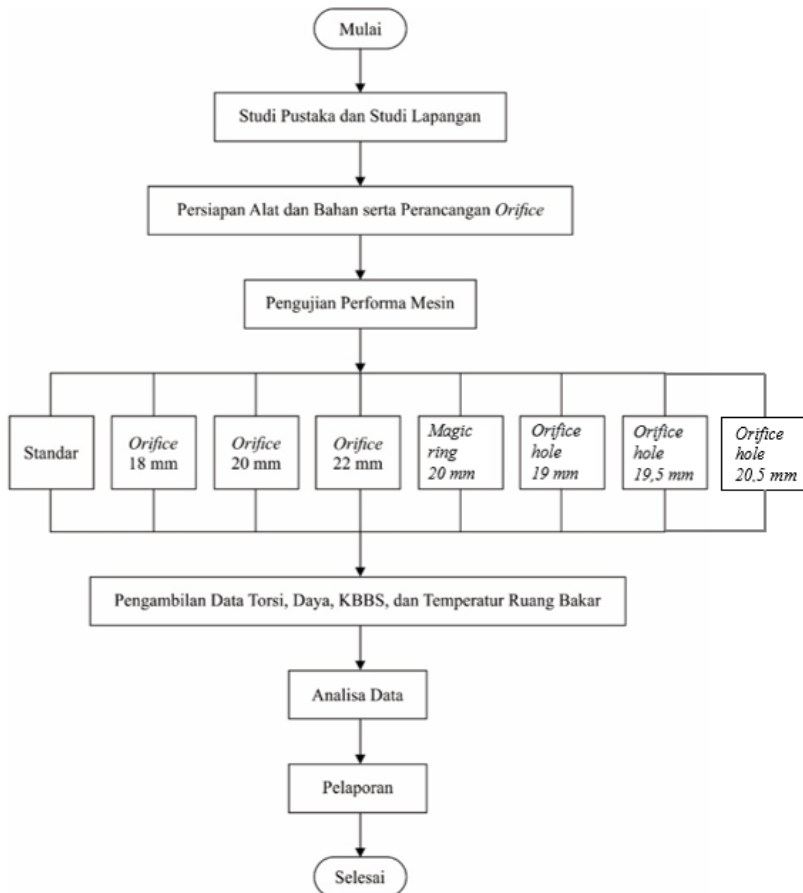 Mulai
Studi Pustaka dan Studi Lapangan
Persiapan Alat dan Bahan serta Perancangan Orifice
Pengujian Performa Mesin
Standar
Orifice
18 mm
Orifice
20 mm
Orifice
22 mm
Magic
ring
20 mm
Orifice
hole
19 mm
Orifice
hole
19,5 mm
Orifice
hole
20,5 mm
Pengambilan Data Torsi, Daya, KBBS, dan Temperatur Ruang Bakar
Analisa Data
Pelaporan
Selesai